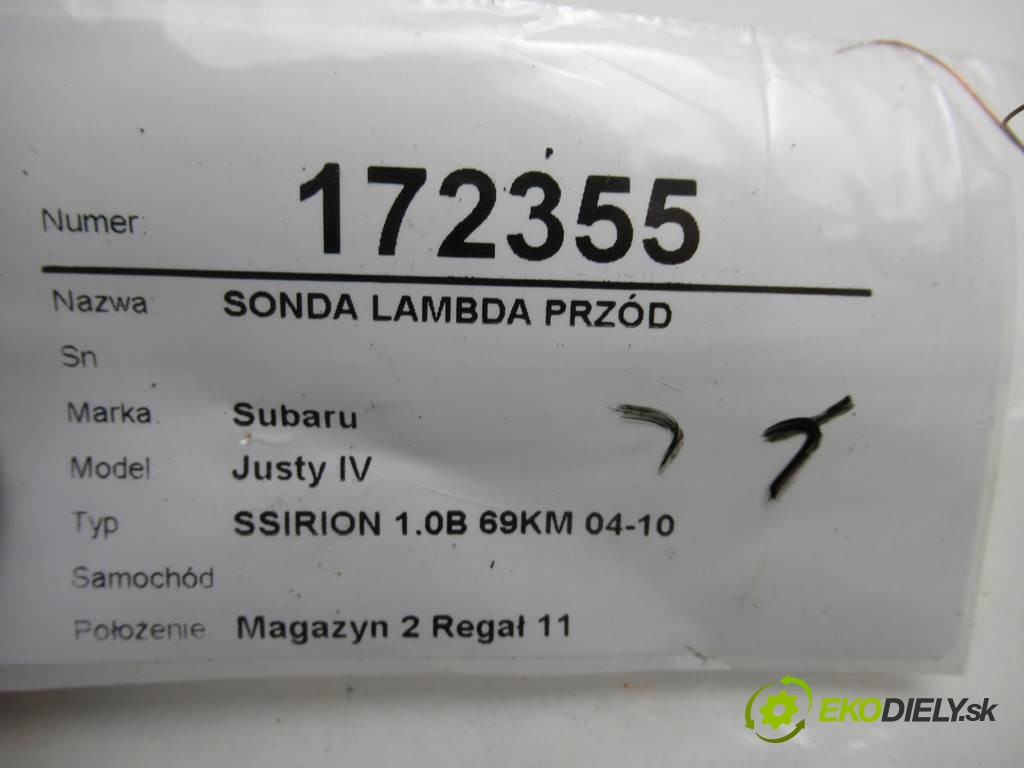 Numer: 172355
Nazwa SONDA LAMBDA PRZÓD
Sn
Marka. Subaru
Model Justy IV
Typ SSIRION 1.0B 69KM 04-10
Samochód
Położenie. Magazyn 2 Regał 11
EKODIELY.sk